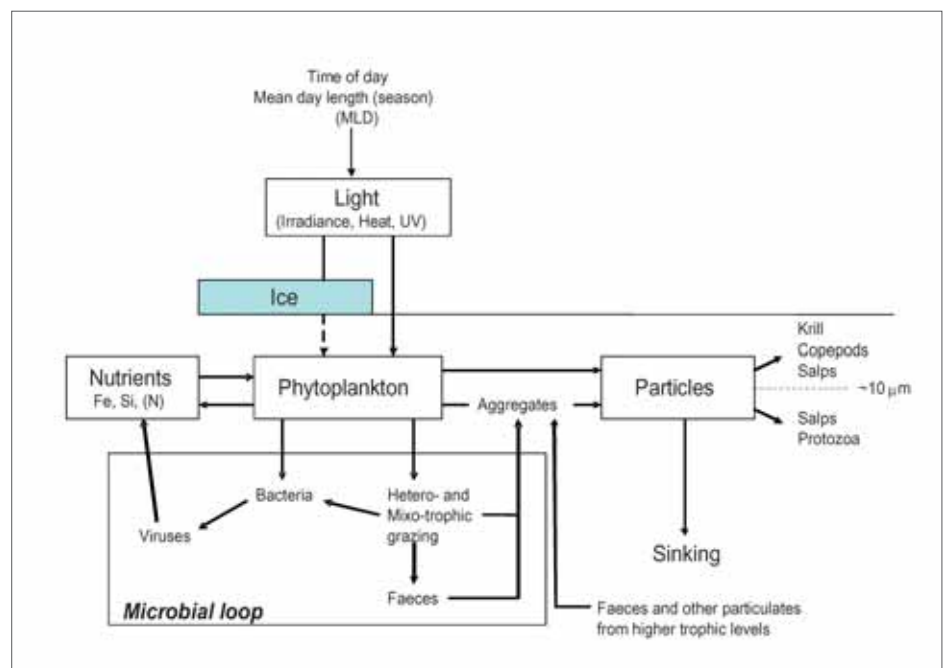 Time of day
Mean day length (season)
(MLD)
Light
(Irradiance, Heat, UV)
Ice
Nutrients
Fe, Si, (N)
Phytoplankton
Aggregates
Particles
Krill
Copepods
Salps
~10 μm
Salps
Protozoa
Bacteria
Viruses
Hetero- and
Mixo-trophic
grazing
Faeces
Microbial loop
Sinking
Faeces and other particulates
from higher trophic levels